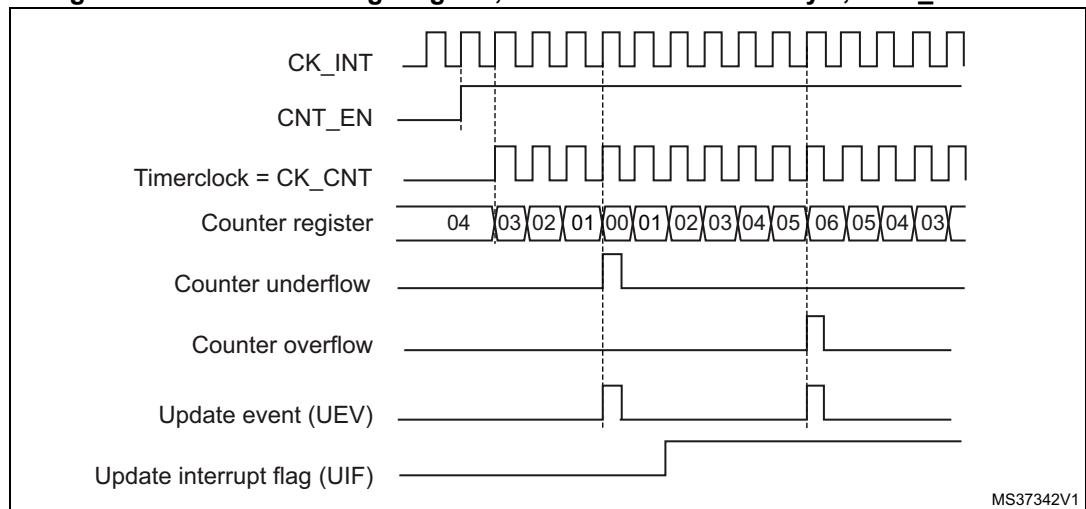 CK_INT
CNT_EN
Timerclock = CK_CNT
Counter register 04 03 02 01 00 01 02 03 04 05 06 05 04 03
Counter underflow
Counter overflow
Update event (UEV)
Update interrupt flag (UIF)
MS37342V1